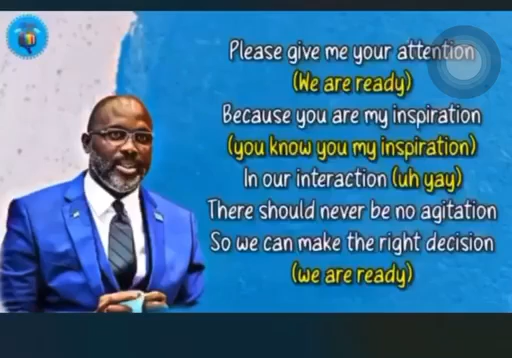 Please give me your attention
(We are ready)
Because you are my inspiration
(you know you my inspiration)
In our interaction (uh yay)
There should never be no agitation
So we can make the right decision
(we are ready)